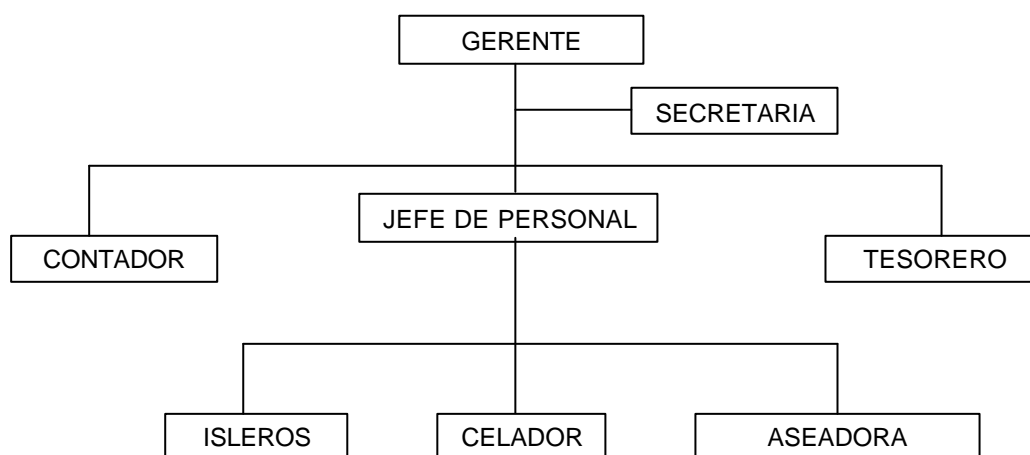 GERENTE
SECRETARIA
JEFE DE PERSONAL
CONTADOR
TESORERO
ISLEROS
CELADOR
ASEADORA